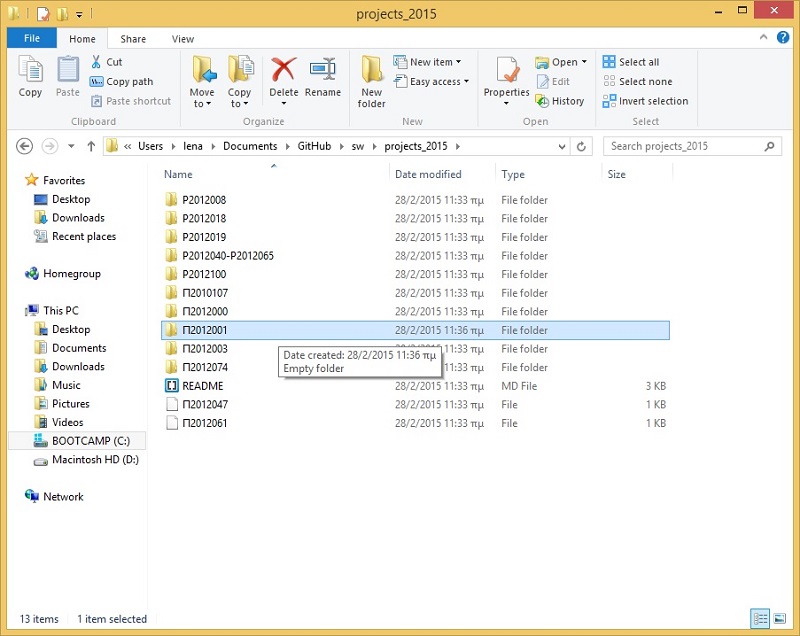 projects_2015
File Home Share View
Copy
Paste
Cut
Copy path
Paste shortcut
Clipboard
Move to
Copy to
Delete
Rename
Organize
New folder
New item
Easy access
New
Properties
Open
Edit
History
Open
Select all
Select none
Invert selection
Select
« Users lena Documents GitHub sw projects_2015
Search projects_2015
Favorites
Desktop
Downloads
Recent places
Homegroup
This PC
Desktop
Documents
Downloads
Music
Pictures
Videos
BOOTCAMP (C:)
Macintosh HD (D:)
Network
Name Date modified Type Size
P2012008 28/2/2015 11:33 πμ File folder
P2012018 28/2/2015 11:33 πμ File folder
P2012019 28/2/2015 11:33 πμ File folder
P2012040-P2012065 28/2/2015 11:33 πμ File folder
P2012100 28/2/2015 11:33 πμ File folder
Π2010107 28/2/2015 11:33 πμ File folder
Π2012000 28/2/2015 11:33 πμ File folder
Π2012001 28/2/2015 11:36 πμ File folder
Π2012003 28/2/2015 11:33 πμ File folder
Π2012074 28/2/2015 11:33 πμ File folder
README 28/2/2015 11:33 πμ MD File 3 KB
Π2012047 28/2/2015 11:33 πμ File 1 KB
Π2012061 28/2/2015 11:33 πμ File 1 KB
Date created: 28/2/2015 11:36 πμ
Empty folder
13 items 1 item selected